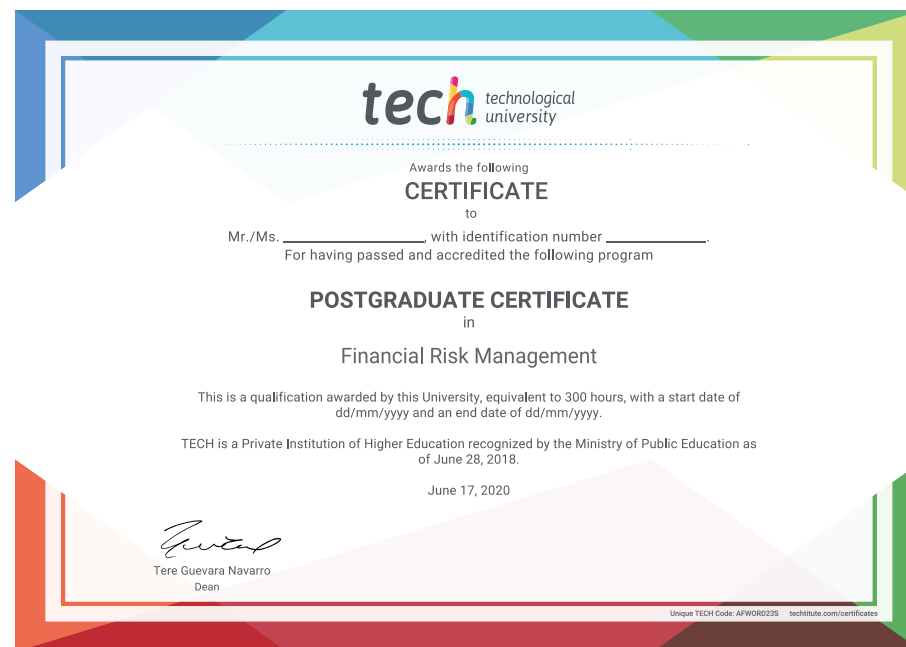 tech technological
university
Awards the following
CERTIFICATE
to
Mr./Ms. ____________________, with identification number ______________.
For having passed and accredited the following program
POSTGRADUATE CERTIFICATE
in
Financial Risk Management
This is a qualification awarded by this University, equivalent to 300 hours, with a start date of
dd/mm/yyyy and an end date of dd/mm/yyyy.
TECH is a Private Institution of Higher Education recognized by the Ministry of Public Education as
of June 28, 2018.
June 17, 2020
Tere Guevara Navarro
Dean
Unique TECH Code: AFWORD23S techtitute.com/certificates